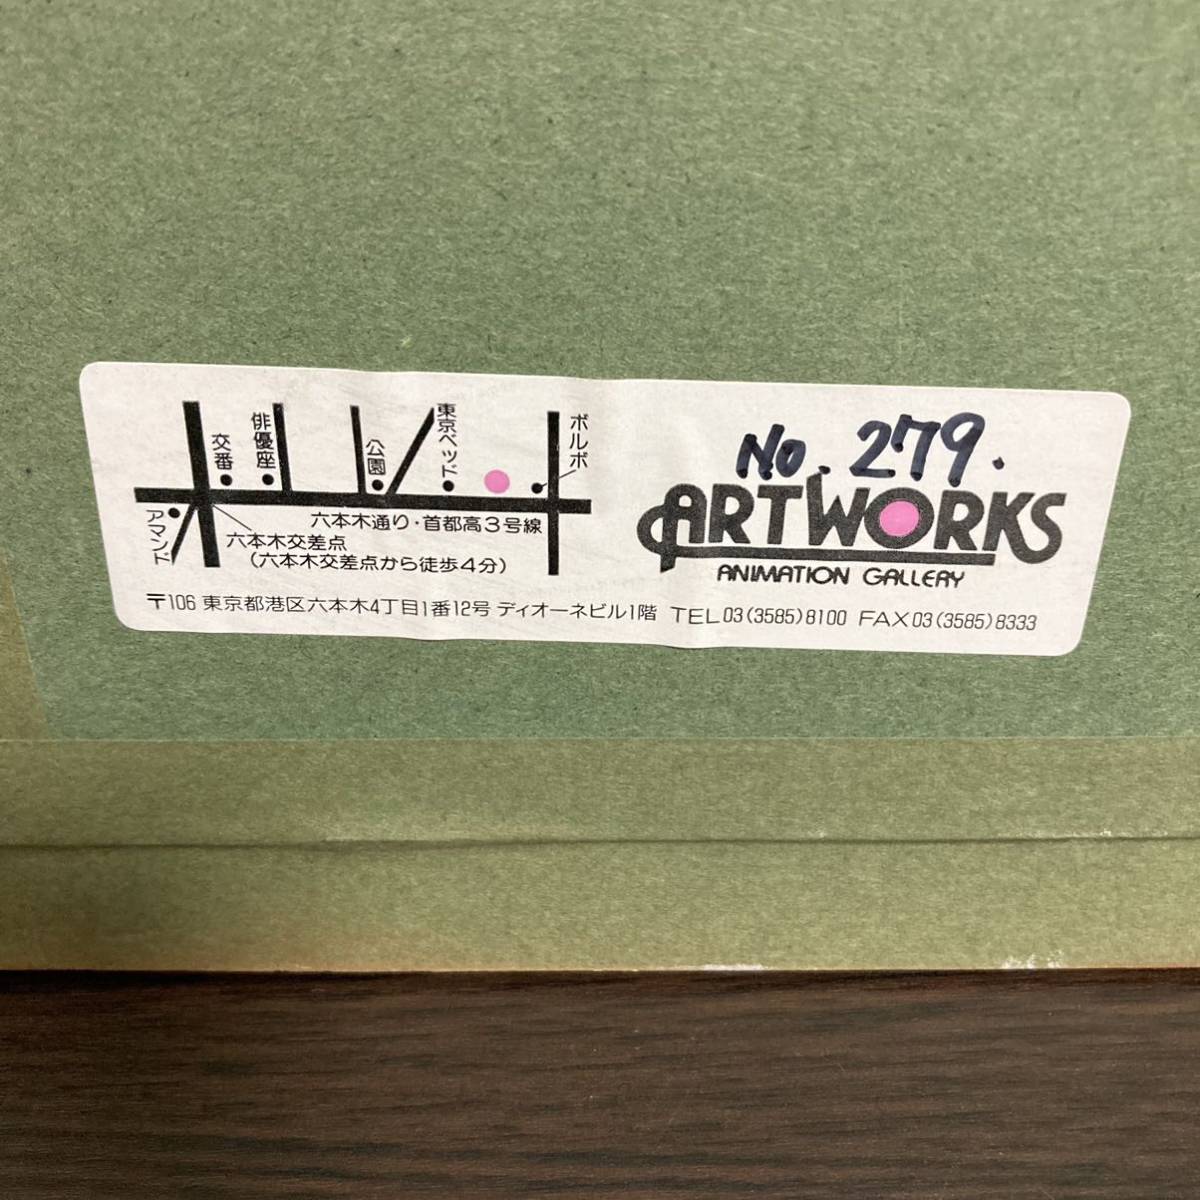 交番
俳優座
公園
東京ベッド
ボルボ
アマンド
六本木通り・首都高3号線
六本木交差点
(六本木交差点から徒歩4分)
No. 279.
ARTWORKS
ANIMATION GALLERY
〒106 東京都港区六本木4丁目1番12号 ディオーネビル1階 TEL 03(3585)8100 FAX 03(3585)8333